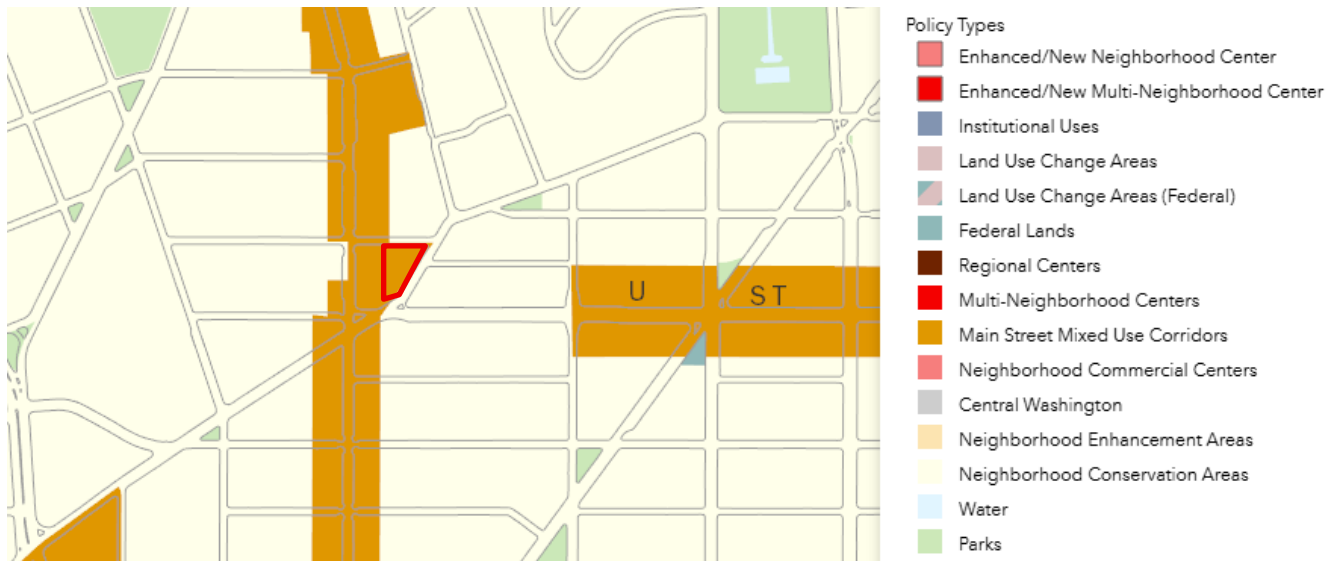 U ST
Policy Types
Enhanced/New Neighborhood Center
Enhanced/New Multi-Neighborhood Center
Institutional Uses
Land Use Change Areas
Land Use Change Areas (Federal)
Federal Lands
Regional Centers
Multi-Neighborhood Centers
Main Street Mixed Use Corridors
Neighborhood Commercial Centers
Central Washington
Neighborhood Enhancement Areas
Neighborhood Conservation Areas
Water
Parks